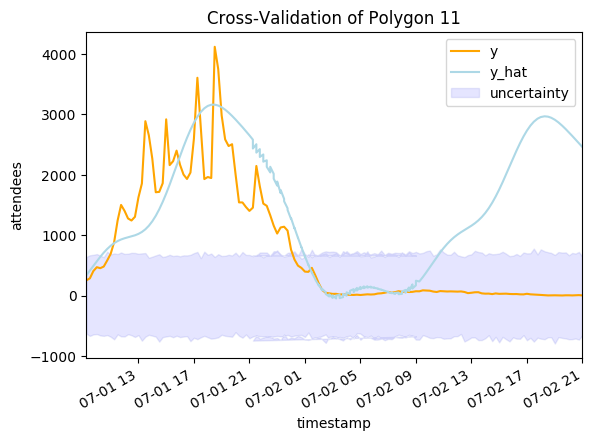 Cross-Validation of Polygon 11
y
y_hat
uncertainty
4000
3000
2000
1000
0
−1000
attendees
07-01 13
07-01 17
07-01 21
07-02 01
07-02 05
07-02 09
07-02 13
07-02 17
07-02 21
timestamp